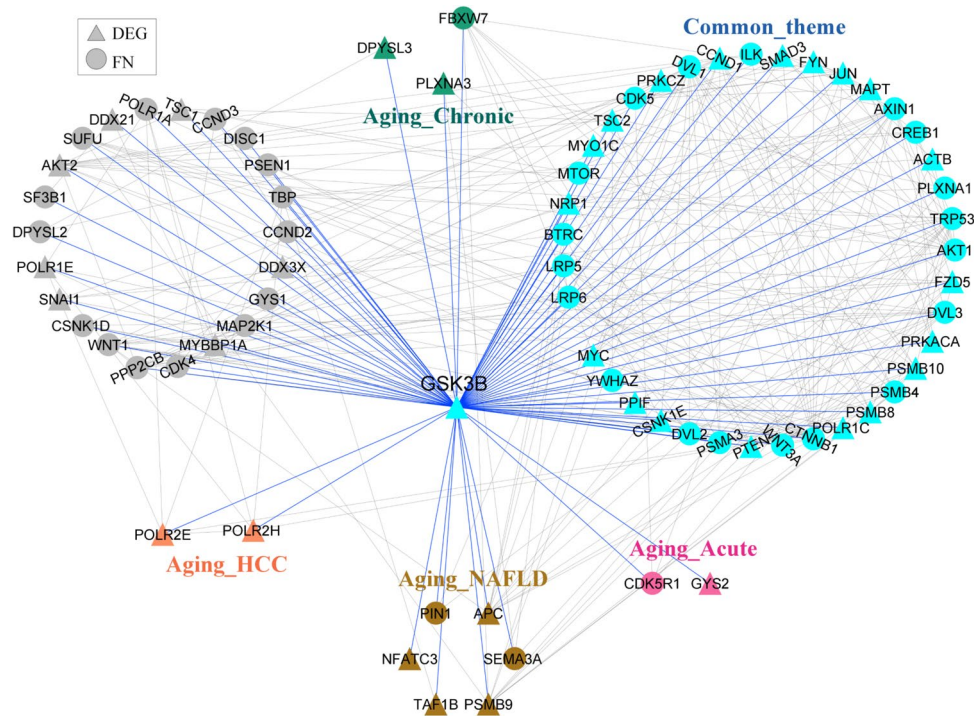 DEG
FN
FBXW7
DPYSL3
PLXNA3
Aging_Chronic
Common_theme
DVL1
CCND1
ILK
SMAD3
FYN
JUN
MAPT
AXIN1
CREB1
ACTB
PLXNA1
TRP53
AKT1
FZD5
DVL3
PRKACA
PSMB10
PSMB4
PSMB8
POLR1C
CTNNB1
WNT3A
PTEN
PSMA3
DVL2
CSNK1E
PPIF
YWHAZ
MYC
LRP6
LRP5
BTRC
NRP1
MTOR
MYO1C
TSC2
CDK5
PRKCZ
DDX21
POLR1A
TSC1
CCND3
DISC1
PSEN1
TBP
CCND2
DDX3X
GYS1
MAP2K1
MYBBP1A
CDK4
PPP2CB
WNT1
CSNK1D
SNAI1
POLR1E
DPYSL2
SF3B1
AKT2
SUFU
GSK3B
POLR2E
POLR2H
Aging_HCC
Aging_NAFLD
PIN1
APC
NFATC3
SEMA3A
TAF1B
PSMB9
Aging_Acute
CDK5R1
GYS2